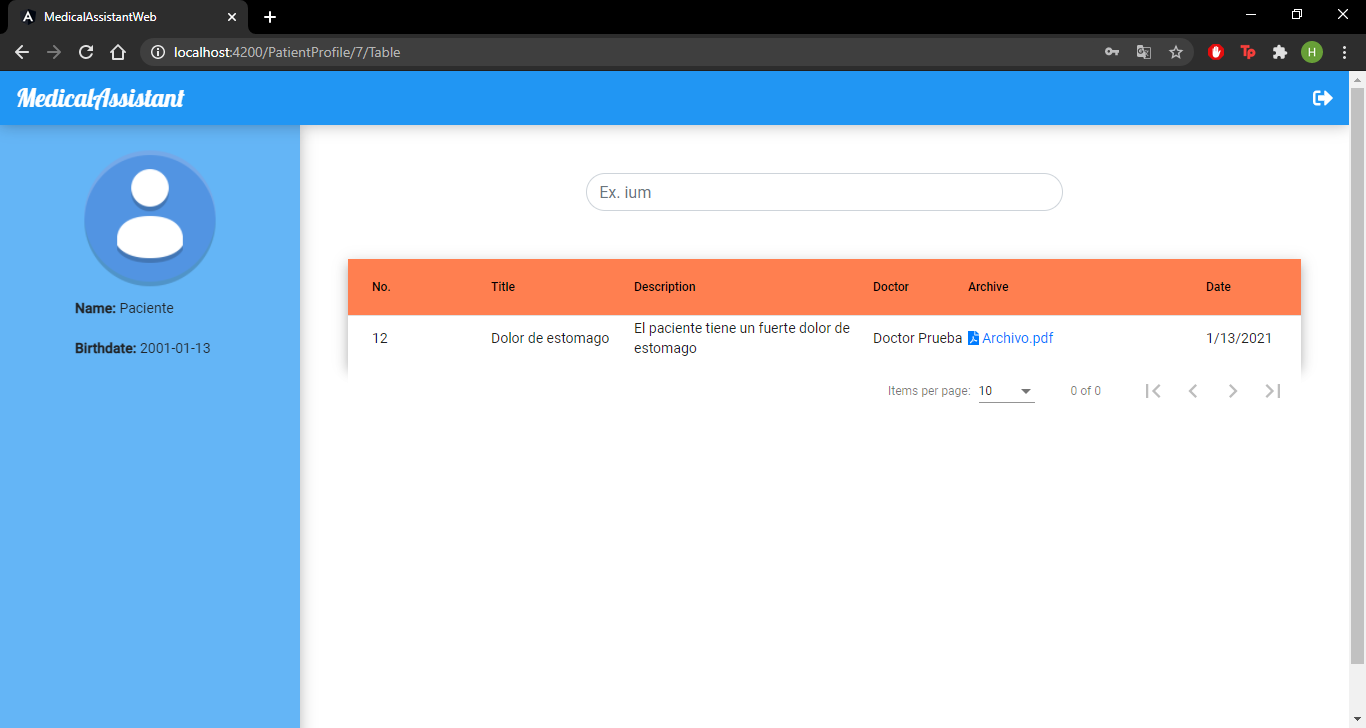 MedicalAssistantWeb
localhost:4200/PatientProfile/7/Table
Tp
H
MedicalAssistant
Name: Paciente
Birthdate: 2001-01-13
Ex. ium
No. Title Description Doctor Archive Date
12 Dolor de estomago El paciente tiene un fuerte dolor de estomago Doctor Prueba Archivo.pdf 1/13/2021
Items per page: 10 0 of 0